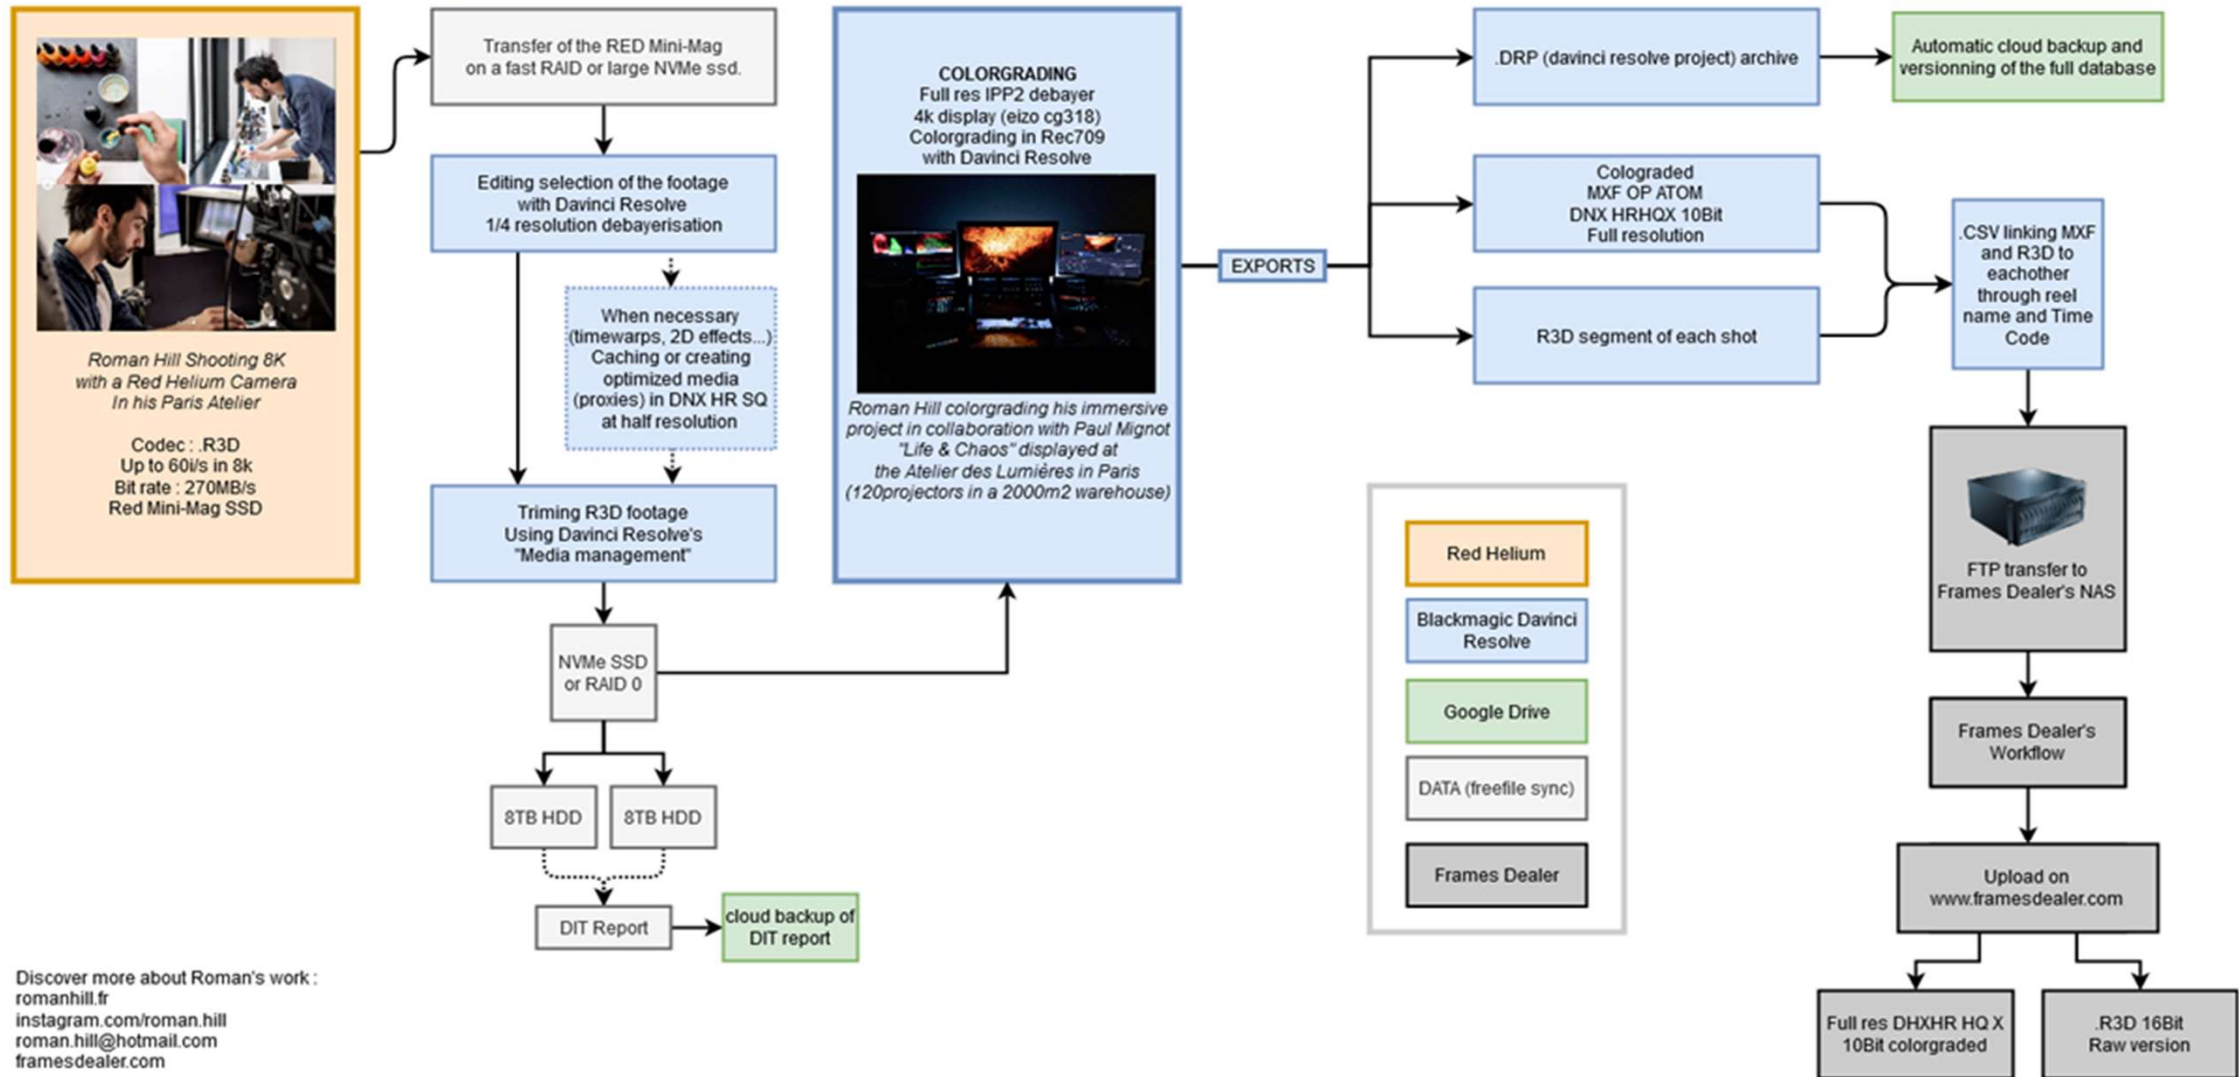 Roman Hill Shooting 8K
with a Red Helium Camera
In his Paris Atelier
Codec : .R3D
Up to 60i/s in 8k
Bit rate : 270MB/s
Red Mini-Mag SSD
Transfer of the RED Mini-Mag
on a fast RAID or large NVMe ssd.
Editing selection of the footage
with Davinci Resolve
1/4 resolution debayerisation
When necessary
(timewarps, 2D effects...)
Caching or creating
optimized media
(proxies) in DNX HR SQ
at half resolution
Triming R3D footage
Using Davinci Resolve's
"Media management"
NVMe SSD
or RAID 0
8TB HDD
8TB HDD
DIT Report
cloud backup of
DIT report
COLORGRADING
Full res IPP2 debayer
4k display (eizo cg318)
Colorgrading in Rec709
with Davinci Resolve
Roman Hill colorgrading his immersive
project in collaboration with Paul Mignot
"Life & Chaos" displayed at
the Atelier des Lumières in Paris
(120projectors in a 2000m2 warehouse)
EXPORTS
.DRP (davinci resolve project) archive
Automatic cloud backup and
versionning of the full database
Colograded
MXF OP ATOM
DNX HRHQX 10Bit
Full resolution
R3D segment of each shot
.CSV linking MXF
and R3D to
eachother
through reel
name and Time
Code
FTP transfer to
Frames Dealer's NAS
Frames Dealer's
Workflow
Upload on
www.framesdealer.com
Full res DHXHR HQ X
10Bit colorgraded
.R3D 16Bit
Raw version
Red Helium
Blackmagic Davinci
Resolve
Google Drive
DATA (freefile sync)
Frames Dealer
Discover more about Roman's work :
romanhill.fr
instagram.com/roman.hill
roman.hill@hotmail.com
framesdealer.com